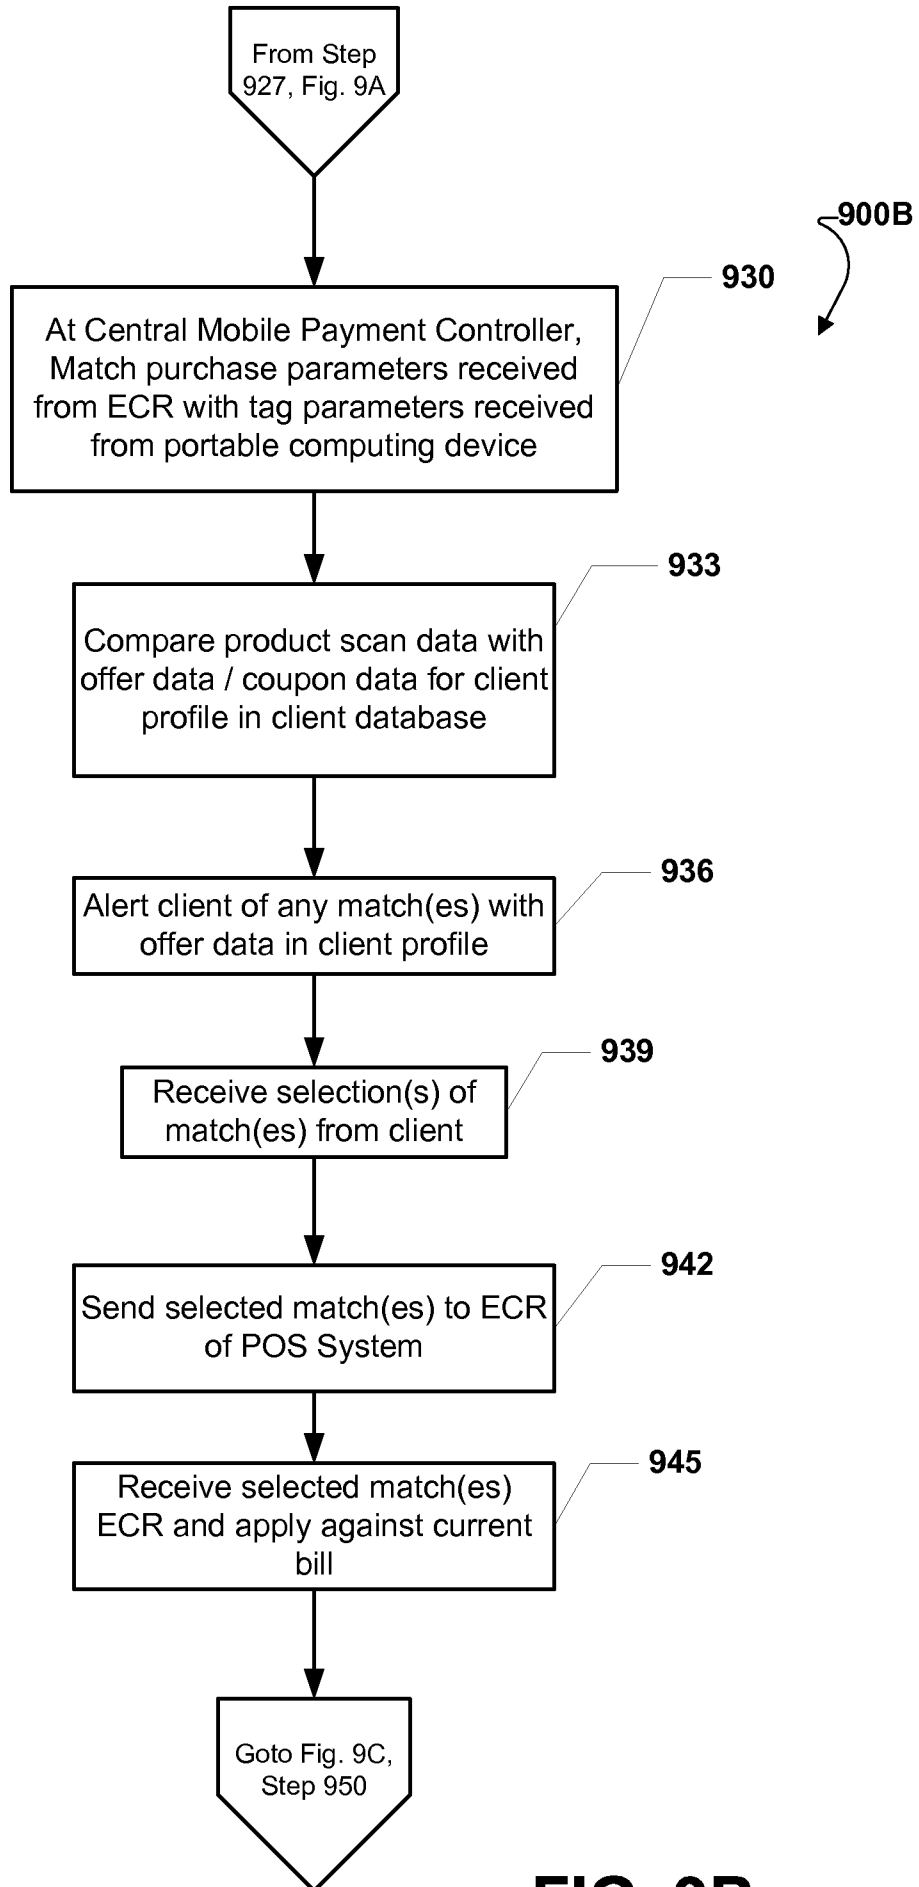 From Step
927, Fig. 9A
900B
930
At Central Mobile Payment Controller,
Match purchase parameters received
from ECR with tag parameters received
from portable computing device
933
Compare product scan data with
offer data / coupon data for client
profile in client database
936
Alert client of any match(es) with
offer data in client profile
939
Receive selection(s) of
match(es) from client
942
Send selected match(es) to ECR
of POS System
945
Receive selected match(es)
ECR and apply against current
bill
Goto Fig. 9C,
Step 950
FIG. 9B